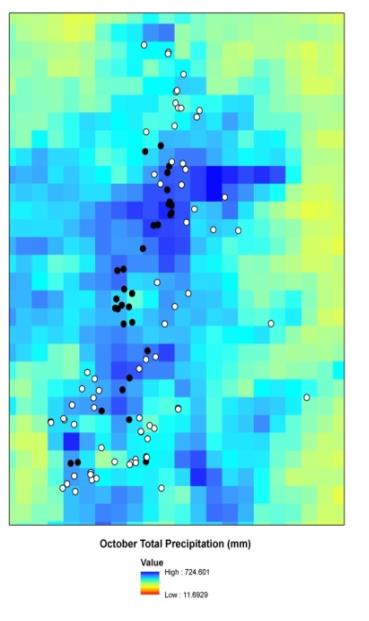 October Total Precipitation (mm)
Value
High : 724.601
Low : 11.6929